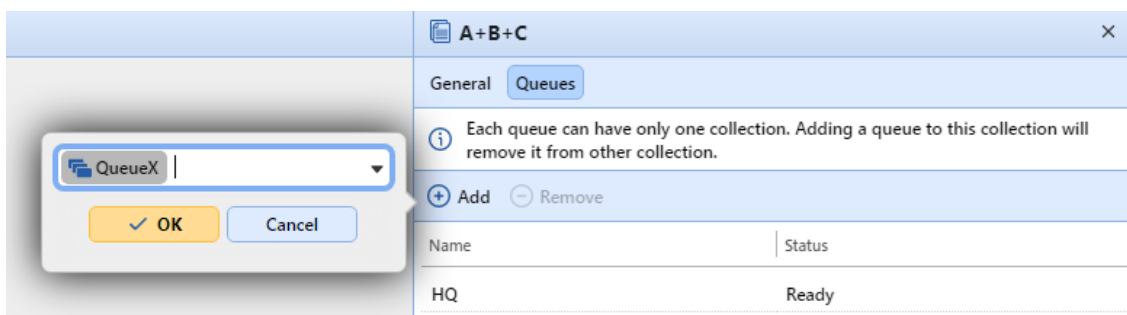 A+B+C
General Queues
Each queue can have only one collection. Adding a queue to this collection will
remove it from other collection.
QueueX
OK Cancel
Add Remove
Name Status
HQ Ready